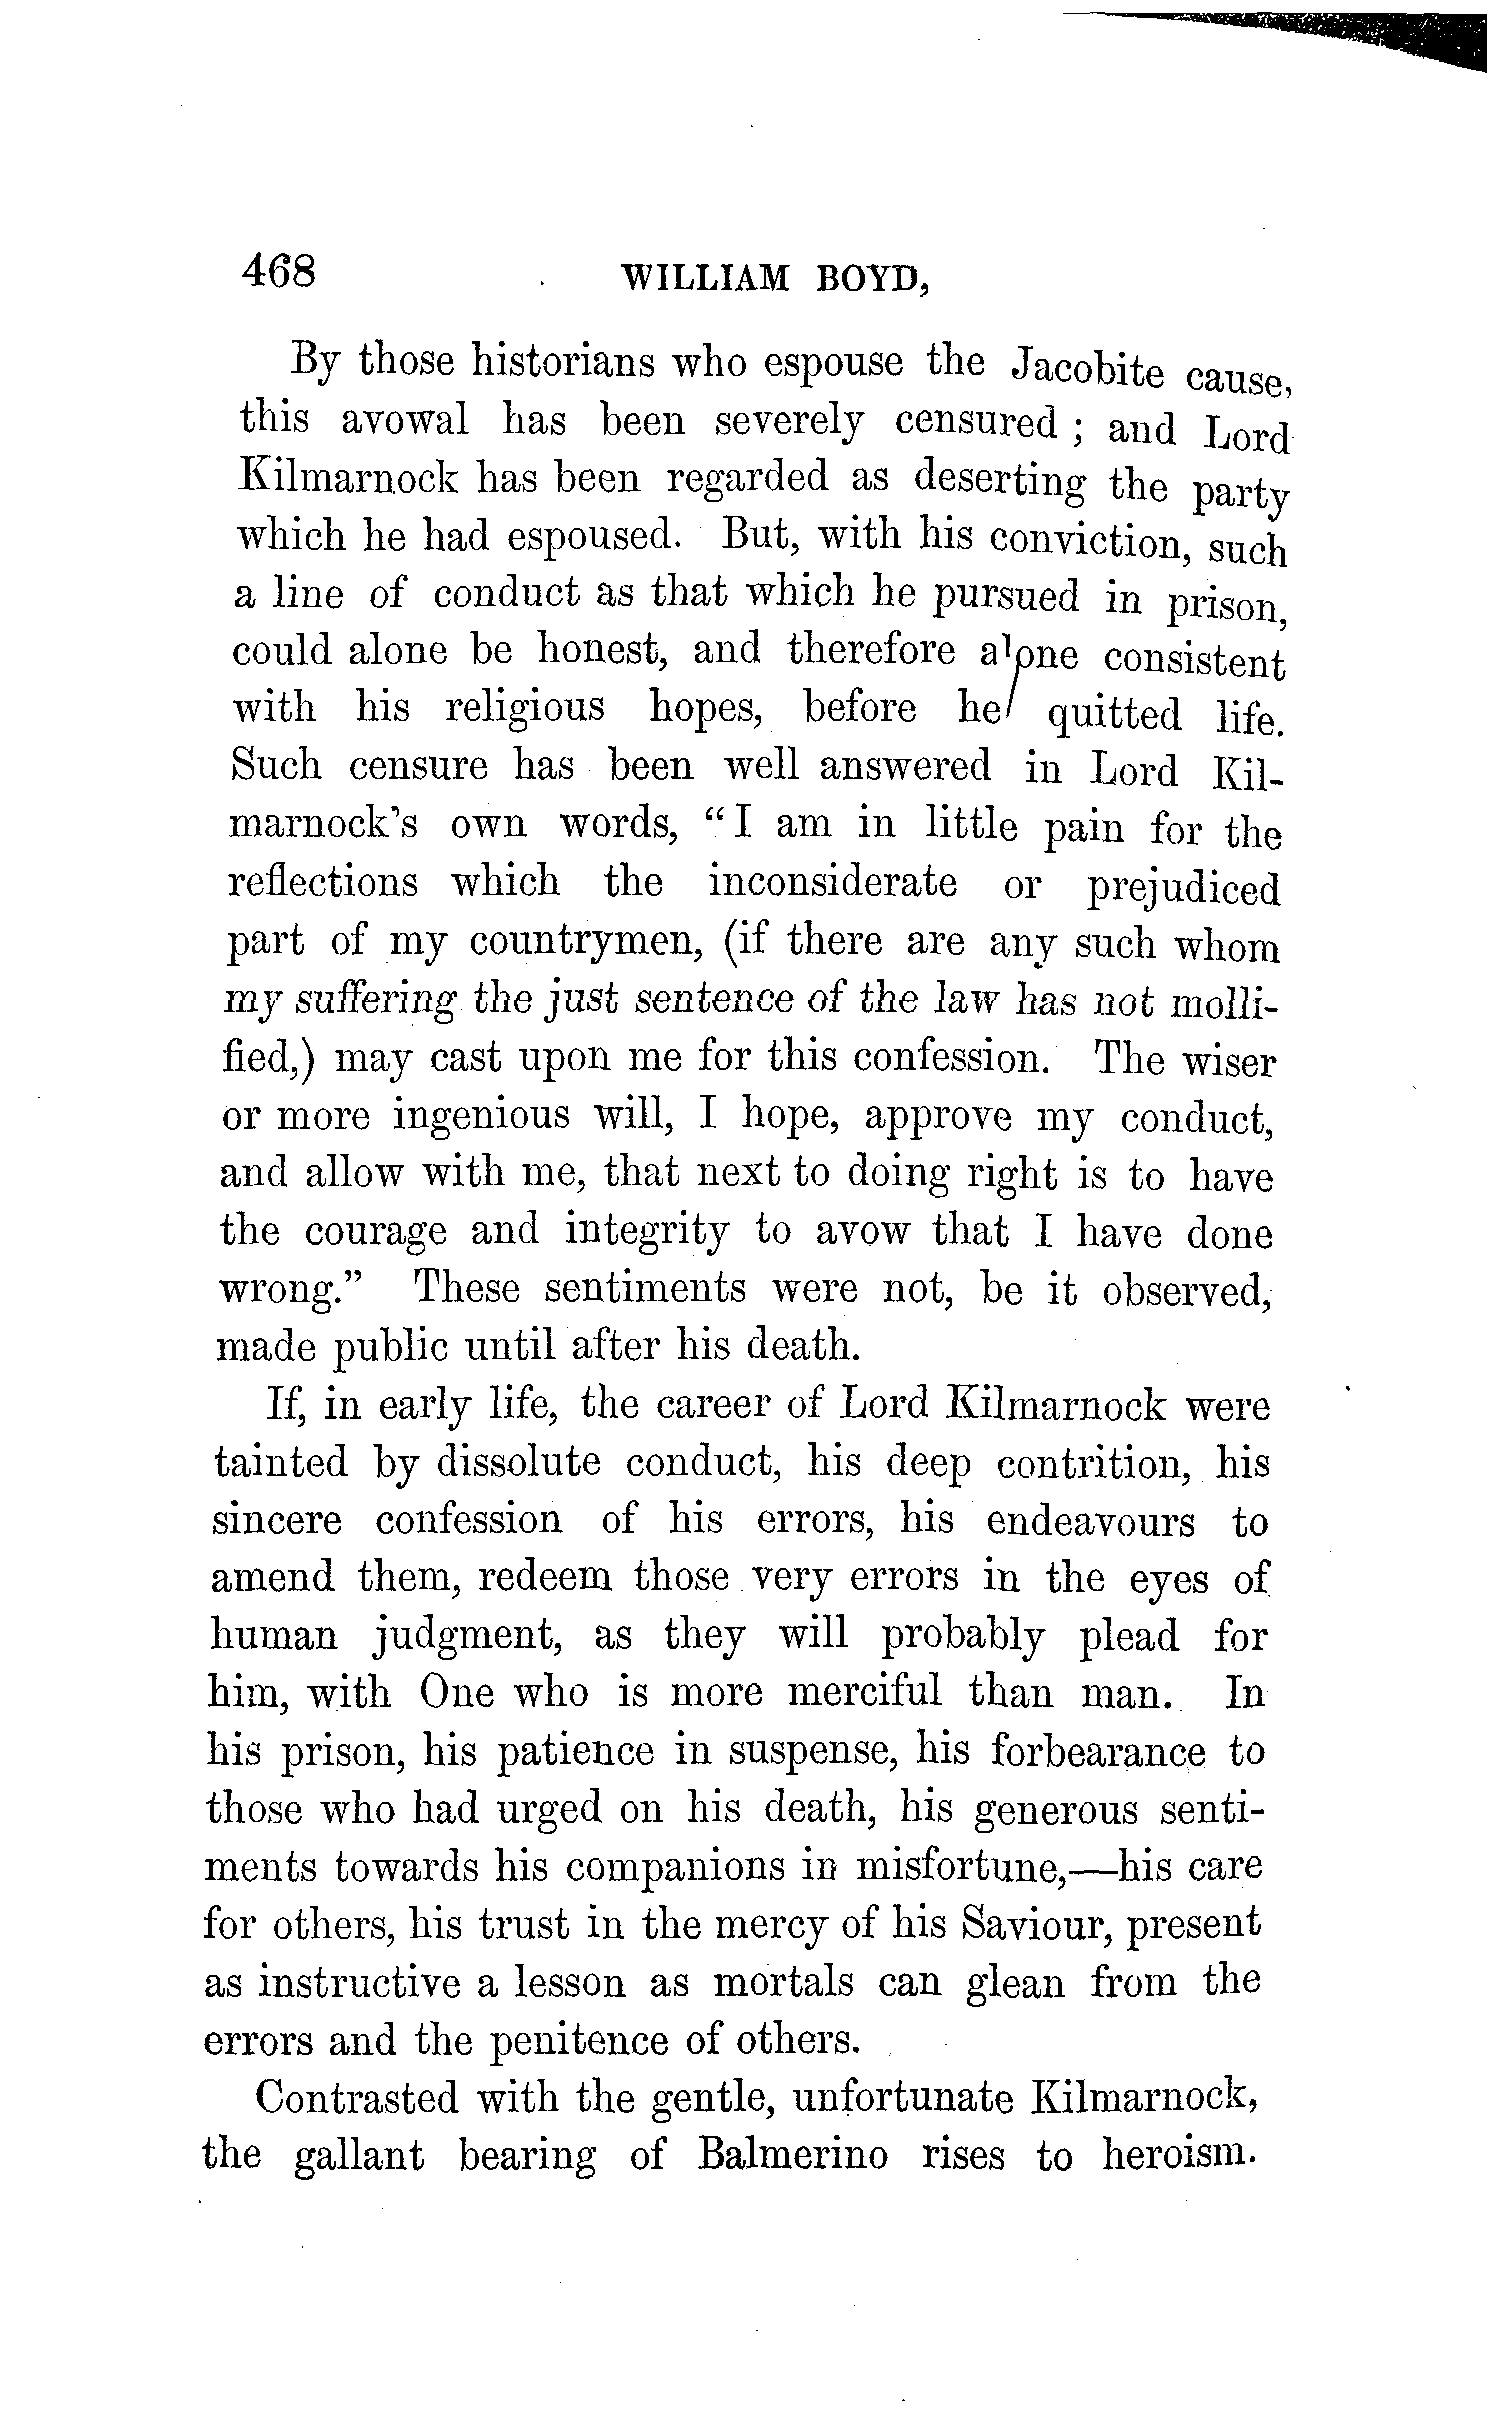 468 WILLIAM BOYD,
By those historians who espouse the Jacobite cause,
this avowal has been severely censured ; and Lord
Kilmarnock has been regarded as deserting the party
which he had espoused. But, with his conviction, such
a line of conduct as that which he pursued in prison,
could alone be honest, and therefore alone consistent
with his religious hopes, before he quitted life.
Such censure has been well answered in Lord Kil-
marnock's own words, "I am in little pain for the
reflections which the inconsiderate or prejudiced
part of my countrymen, (if there are any such whom
my suffering the just sentence of the law has not molli-
fied,) may cast upon me for this confession. The wiser
or more ingenious will, I hope, approve my conduct,
and allow with me, that next to doing right is to have
the courage and integrity to avow that I have done
wrong." These sentiments were not, be it observed,
made public until after his death.
If, in early life, the career of Lord Kilmarnock were
tainted by dissolute conduct, his deep contrition, his
sincere confession of his errors, his endeavours to
amend them, redeem those very errors in the eyes of
human judgment, as they will probably plead for
him, with One who is more merciful than man. In
his prison, his patience in suspense, his forbearance to
those who had urged on his death, his generous senti-
ments towards his companions in misfortune,—his care
for others, his trust in the mercy of his Saviour, present
as instructive a lesson as mortals can glean from the
errors and the penitence of others.
Contrasted with the gentle, unfortunate Kilmarnock,
the gallant bearing of Balmerino rises to heroism.